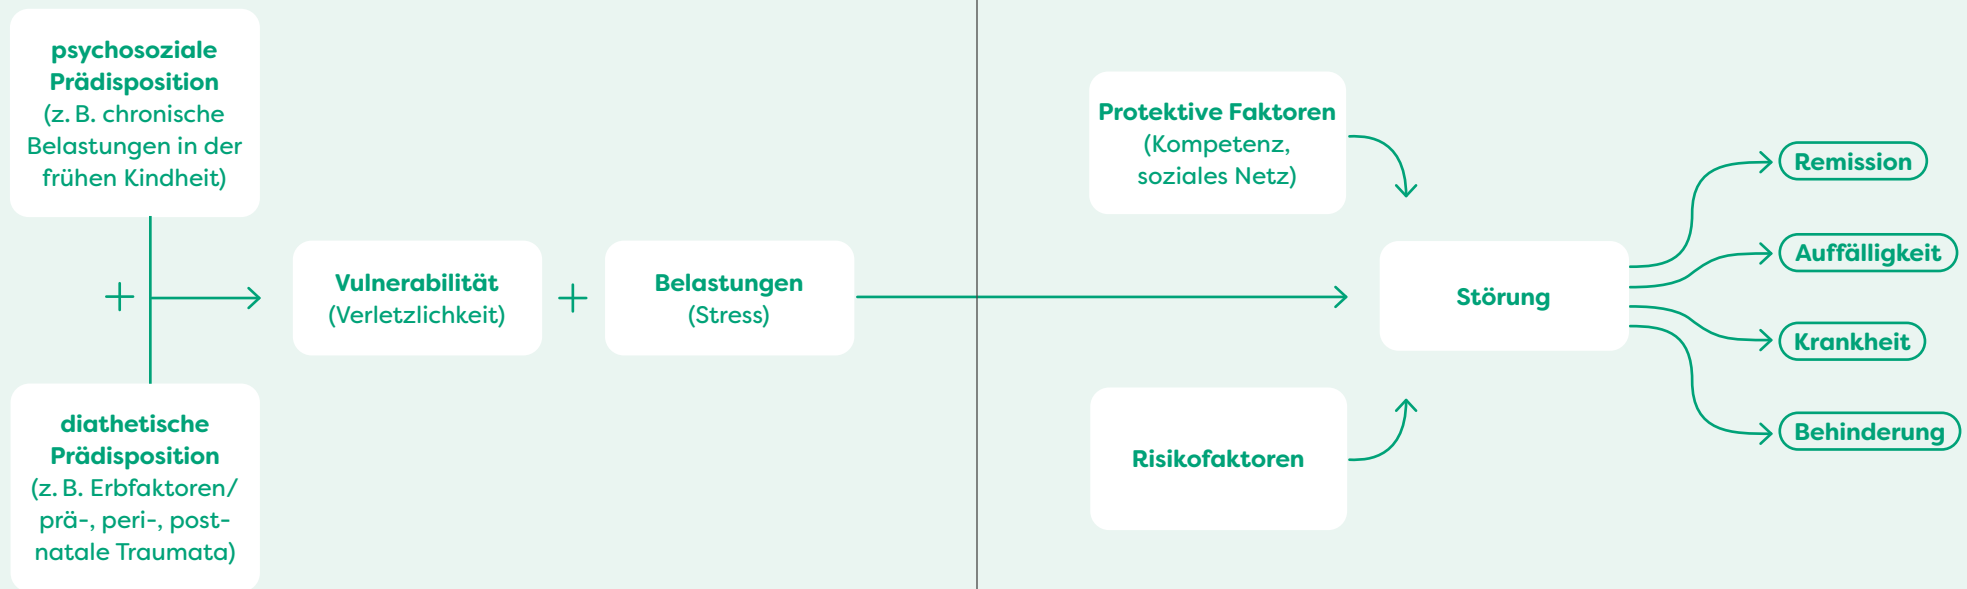 psychosoziale
Prädisposition
(z. B. chronische
Belastungen in der
frühen Kindheit)
+
diathetische
Prädisposition
(z. B. Erbfaktoren/
prä-, peri-, post-
natale Traumata)
Vulnerabilität
(Verletzlichkeit)
+
Belastungen
(Stress)
Protektive Faktoren
(Kompetenz,
soziales Netz)
Risikofaktoren
Störung
Remission
Auffälligkeit
Krankheit
Behinderung